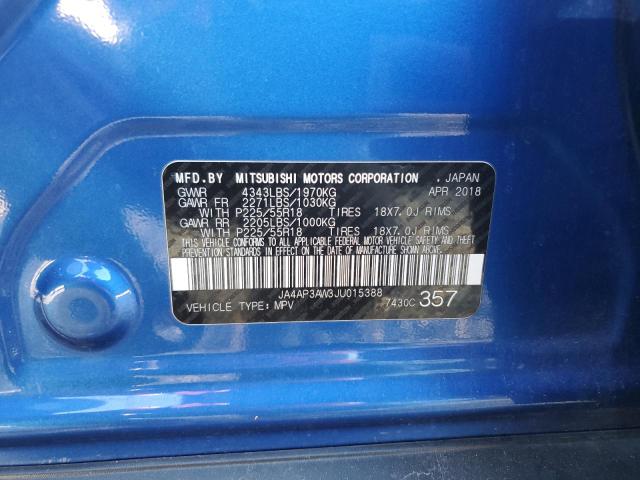 MFD.BY MITSUBISHI MOTORS CORPORATION . JAPAN
GVWR 4343LBS/1970KG APR 2018
GAWR FR 2271LBS/1030KG
WITH P225/55R18 TIRES 18X7.0J RIMS
GAWR RR 2205LBS/1000KG
WITH P225/55R18 TIRES 18X7.0J RIMS
THIS VEHICLE CONFORMS TO ALL APPLICABLE FEDERAL MOTOR VEHICLE SAFETY AND THEFT
PREVENTION STANDARDS IN EFFECT ON THE DATE OF MANUFACTURE SHOWN ABOVE.
JA4AP3AW3JU015388
VEHICLE TYPE: MPV 7430C 357